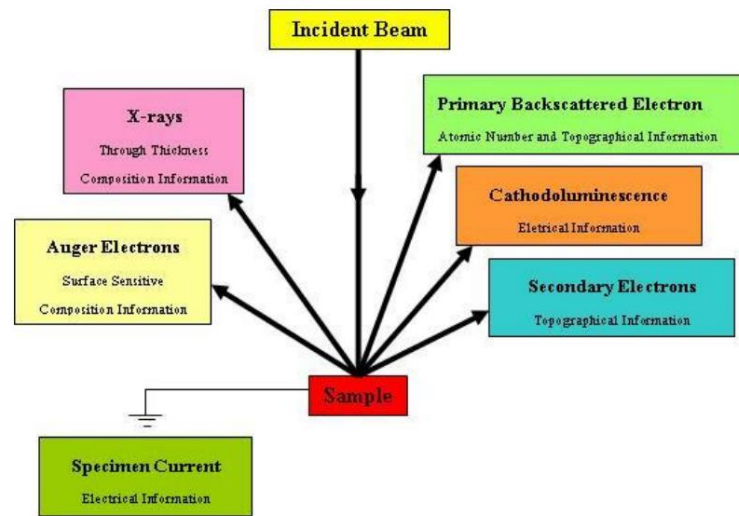 Incident Beam
X-rays
Through Thickness
Composition Information
Primary Backscattered Electron
Atomic Number and Topographical Information
Cathodoluminescence
Eletrical Information
Auger Electrons
Surface Sensitive
Composition Information
Secondary Electrons
Topographical Information
Sample
Specimen Current
Electrical Information